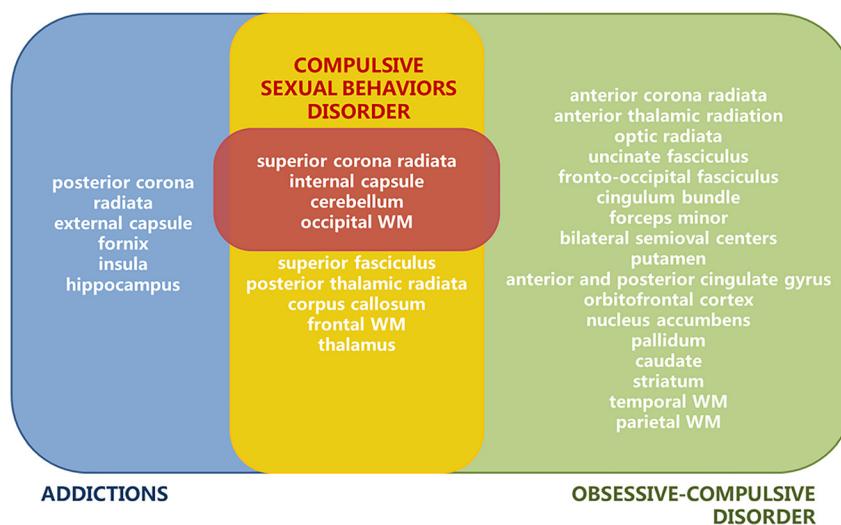 COMPULSIVE
SEXUAL BEHAVIORS
DISORDER
superior corona radiata
internal capsule
cerebellum
occipital WM
superior fasciculus
posterior thalamic radiata
corpus callosum
frontal WM
thalamus
posterior corona
radiata
external capsule
fornix
insula
hippocampus
anterior corona radiata
anterior thalamic radiation
optic radiata
uncinate fasciculus
fronto-occipital fasciculus
cingulum bundle
forceps minor
bilateral semioval centers
putamen
anterior and posterior cingulate gyrus
orbitofrontal cortex
nucleus accumbens
pallidum
caudate
striatum
temporal WM
parietal WM
ADDICTIONS
OBSESSIVE-COMPULSIVE
DISORDER